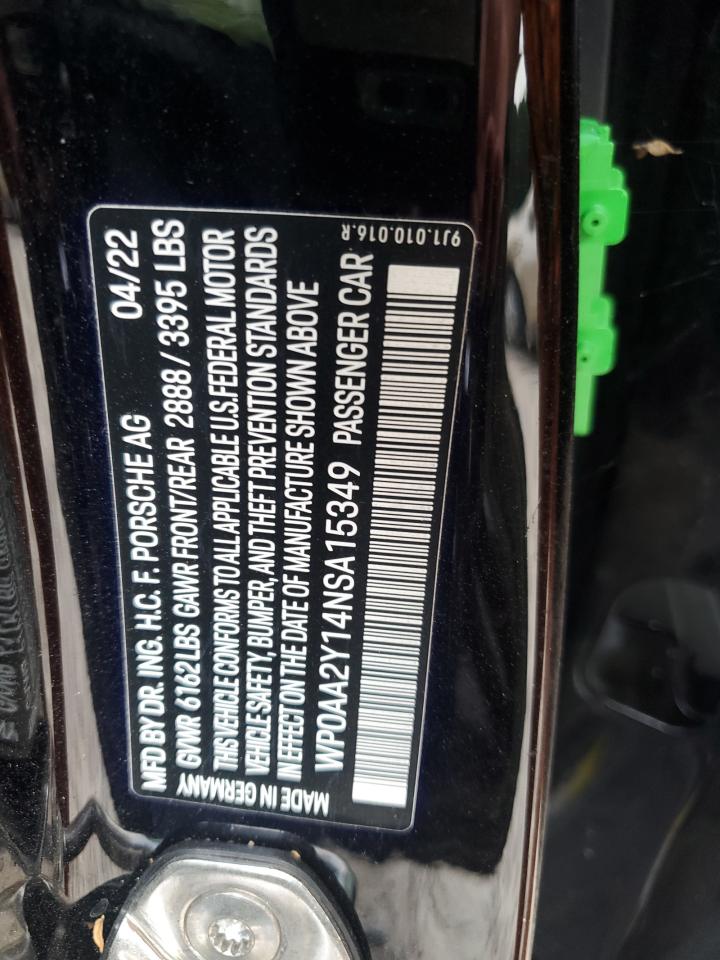 MFD BY DR. ING. H.C. F. PORSCHE AG 04/22
GVWR 6162 LBS GAWR FRONT/REAR 2888 / 3395 LBS
THIS VEHICLE CONFORMS TO ALL APPLICABLE U.S. FEDERAL MOTOR
VEHICLE SAFETY, BUMPER, AND THEFT PREVENTION STANDARDS
IN EFFECT ON THE DATE OF MANUFACTURE SHOWN ABOVE
WP0AA2Y14NSA15349 PASSENGER CAR
MADE IN GERMANY
9J1.010.016.R